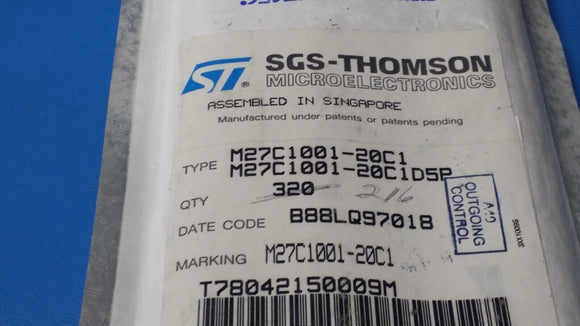 ST®
SGS-THOMSON
MICROELECTRONICS
ASSEMBLED IN SINGAPORE
Manufactured under patents or patents pending
TYPE M27C1001-20C1
M27C1001-20C1D5P
QTY 320 216
DATE CODE B88LQ97018
MARKING M27C1001-20C1
T78042150009M
OUTGOING
CONTROL